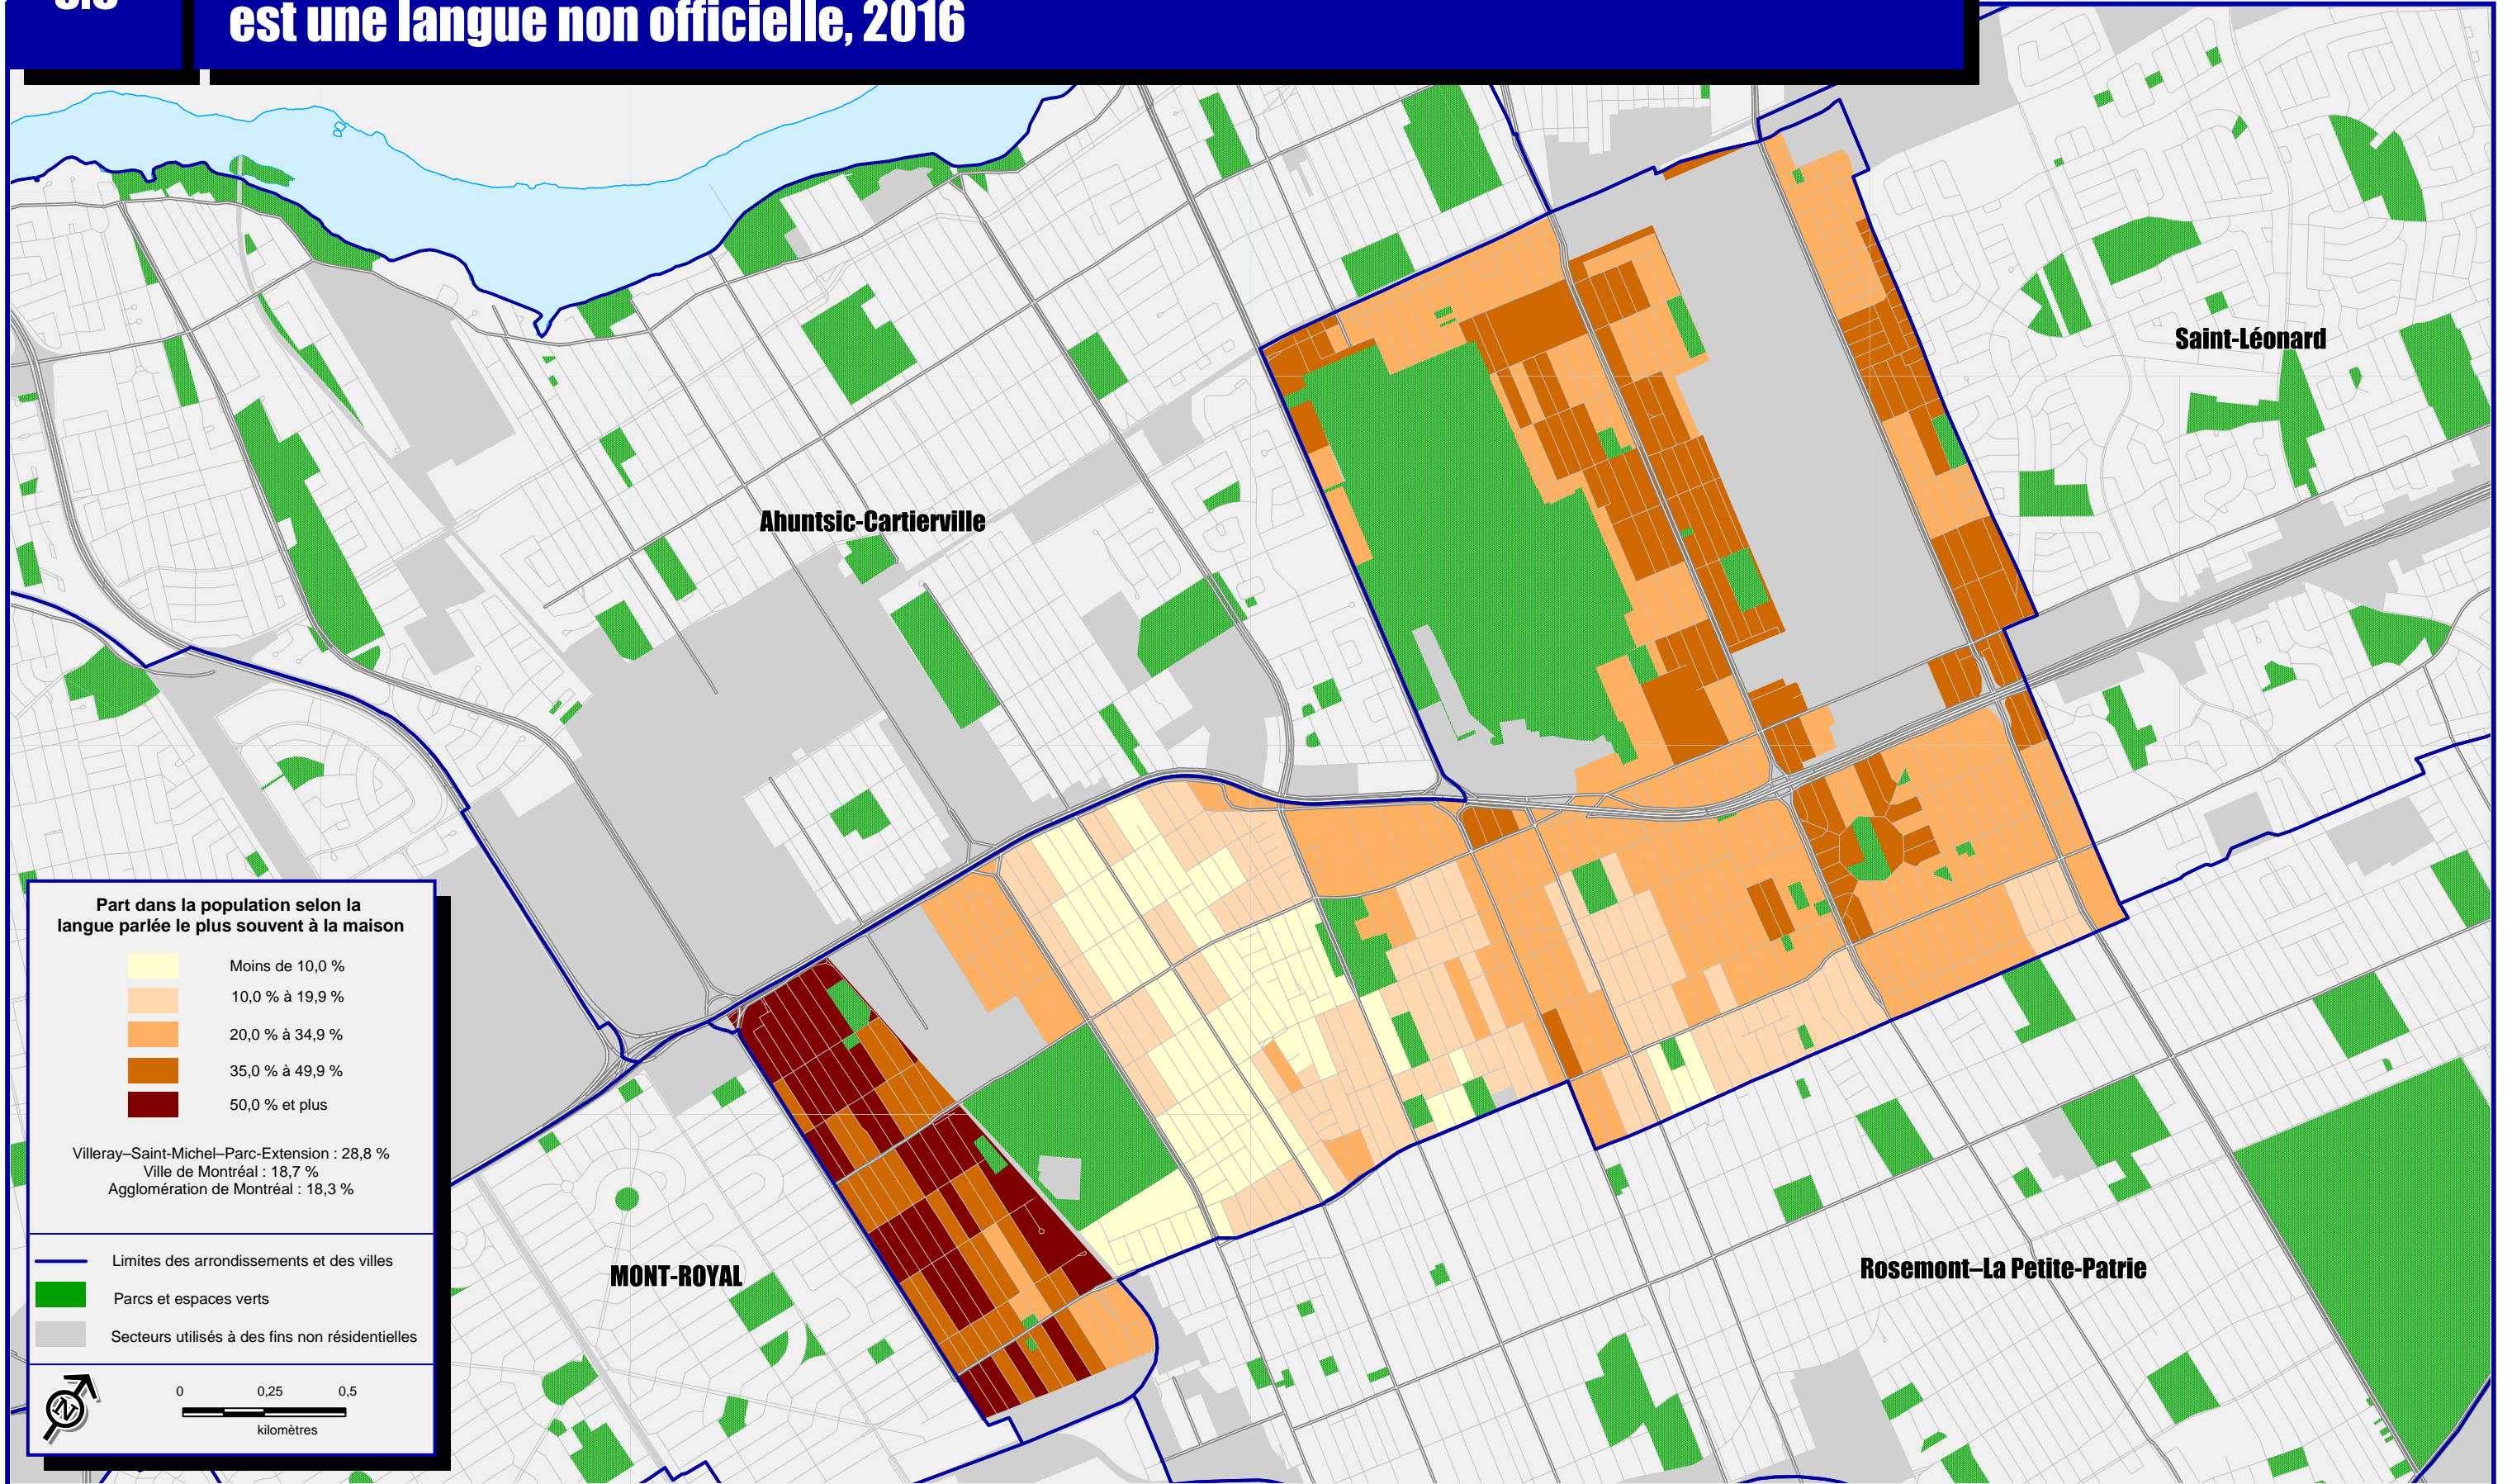 est une langue non officielle, 2016
Saint-Léonard
Ahuntsic-Cartierville
MONT-ROYAL
Rosemont–La Petite-Patrie
Part dans la population selon la
langue parlée le plus souvent à la maison
Moins de 10,0 %
10,0 % à 19,9 %
20,0 % à 34,9 %
35,0 % à 49,9 %
50,0 % et plus
Villeray–Saint-Michel–Parc-Extension : 28,8 %
Ville de Montréal : 18,7 %
Agglomération de Montréal : 18,3 %
Limites des arrondissements et des villes
Parcs et espaces verts
Secteurs utilisés à des fins non résidentielles
N
0 0,25 0,5
kilomètres